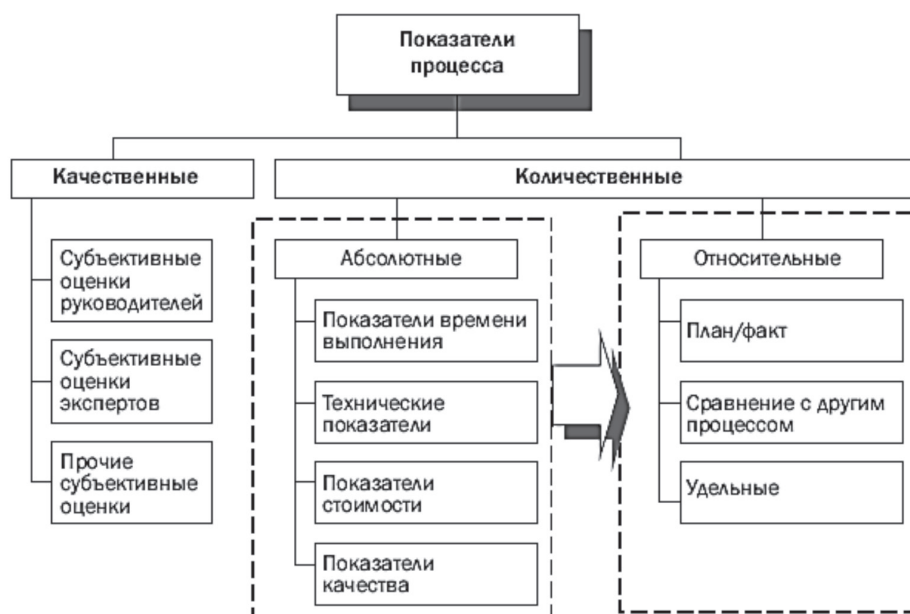 Показатели
процесса
Качественные
Количественные
Субъективные
оценки
руководителей
Субъективные
оценки
экспертов
Прочие
субъективные
оценки
Абсолютные
Показатели времени
выполнения
Технические
показатели
Показатели
стоимости
Показатели
качества
Относительные
План/факт
Сравнение с другим
процессом
Удельные